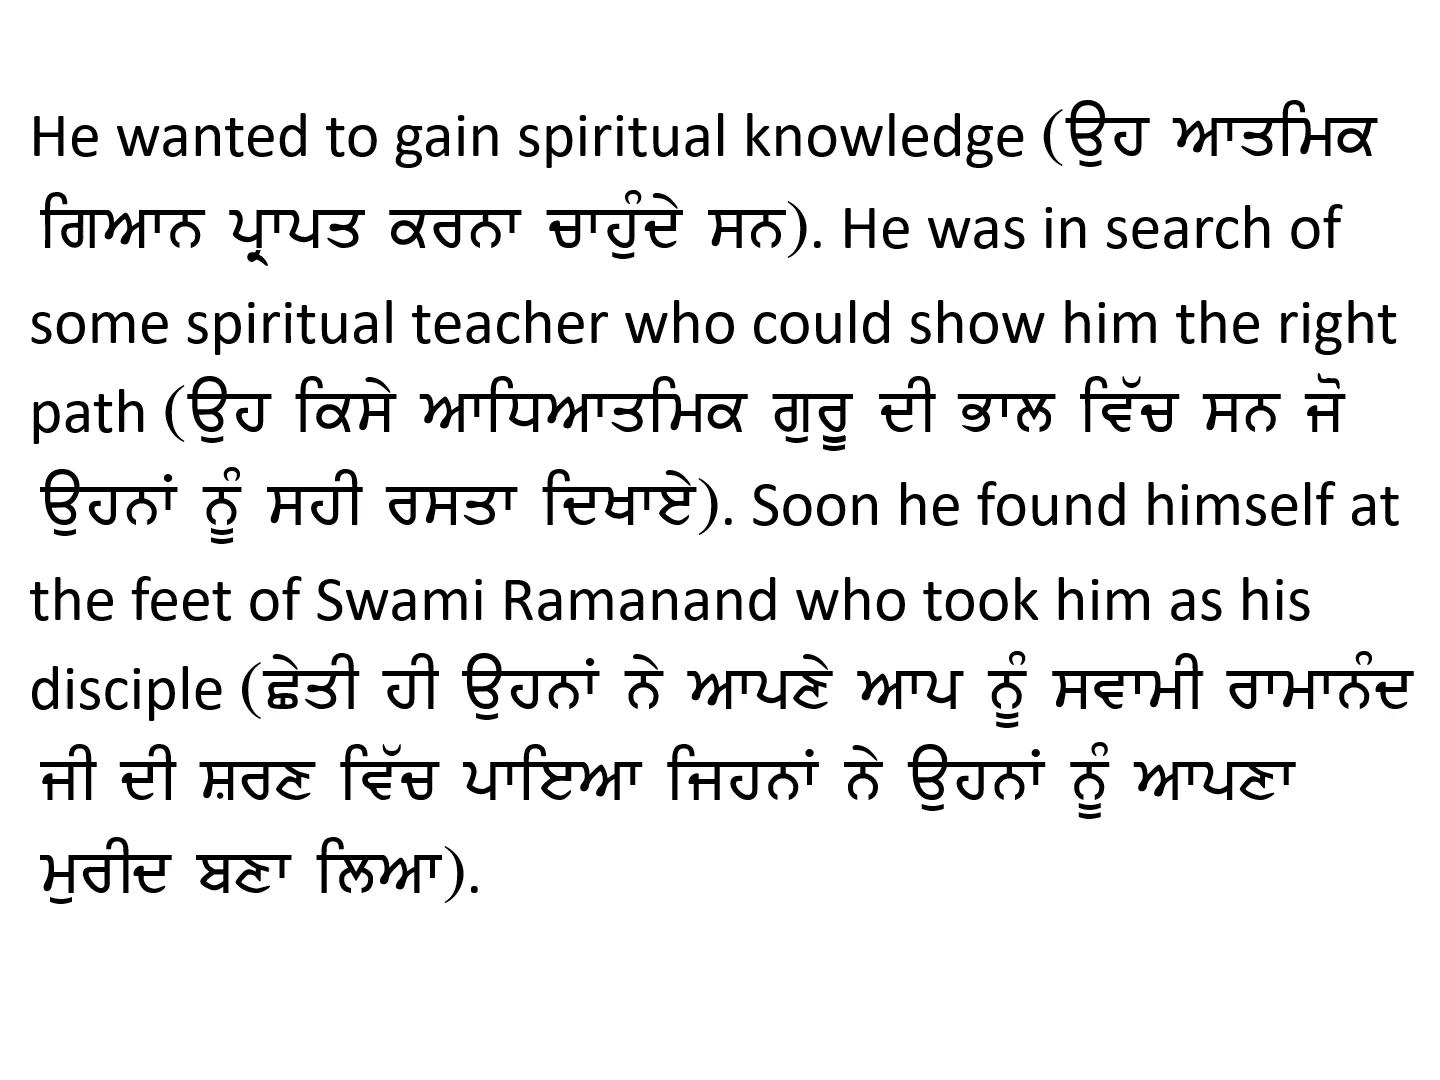 He wanted to gain spiritual knowledge (ਉਹ ਆਤਮਿਕ
ਗਿਆਨ ਪ੍ਰਾਪਤ ਕਰਨਾ ਚਾਹੁੰਦੇ ਸਨ). He was in search of
some spiritual teacher who could show him the right
path (ਉਹ ਕਿਸੇ ਆਧਿਆਤਮਿਕ ਗੁਰੂ ਦੀ ਭਾਲ ਵਿੱਚ ਸਨ ਜੋ
ਉਹਨਾਂ ਨੂੰ ਸਹੀ ਰਸਤਾ ਦਿਖਾਏ). Soon he found himself at
the feet of Swami Ramanand who took him as his
disciple (ਛੇਤੀ ਹੀ ਉਹਨਾਂ ਨੇ ਆਪਣੇ ਆਪ ਨੂੰ ਸਵਾਮੀ ਰਾਮਾਨੰਦ
ਜੀ ਦੀ ਸ਼ਰਣ ਵਿੱਚ ਪਾਇਆ ਜਿਹਨਾਂ ਨੇ ਉਹਨਾਂ ਨੂੰ ਆਪਣਾ
ਮੁਰੀਦ ਬਣਾ ਲਿਆ).